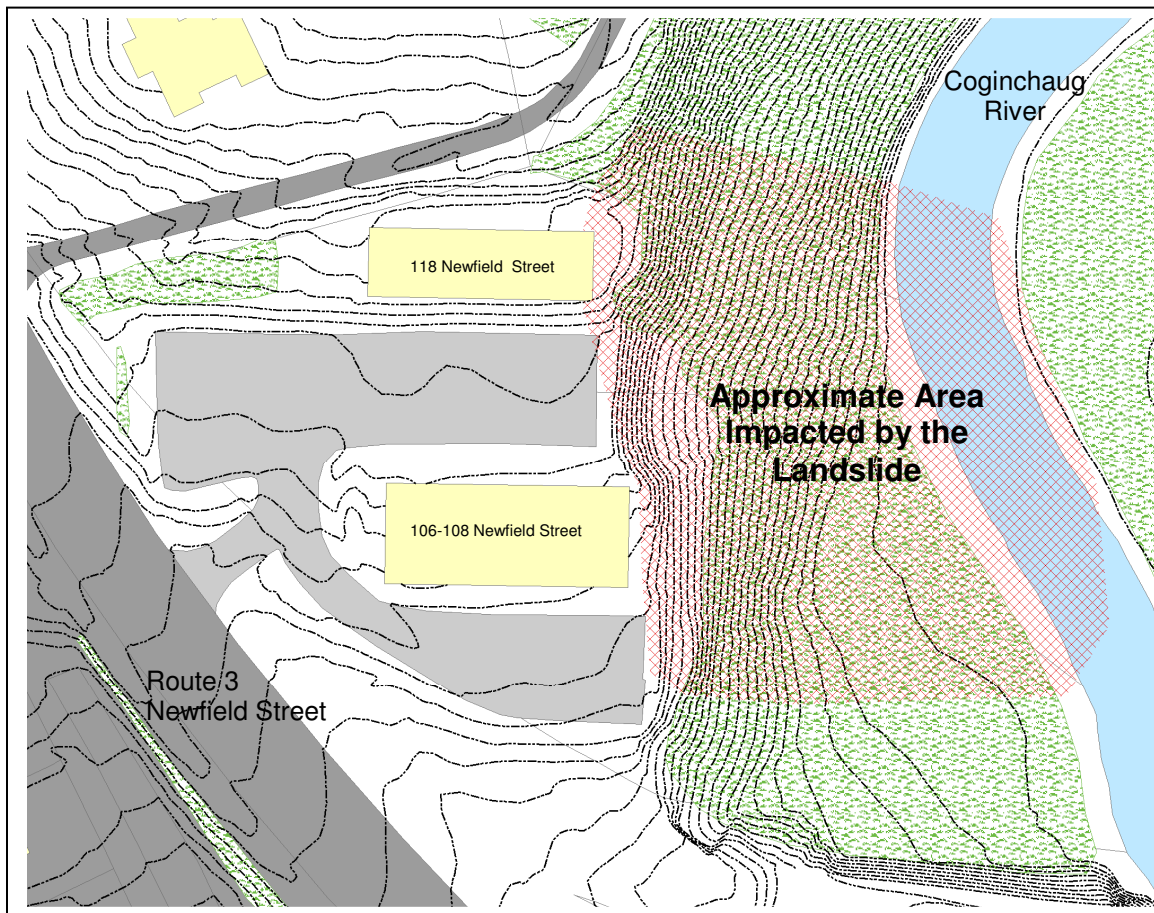 Coginchaug
River
118 Newfield Street
Approximate Area
Impacted by the
Landslide
106-108 Newfield Street
Route 3
Newfield Street